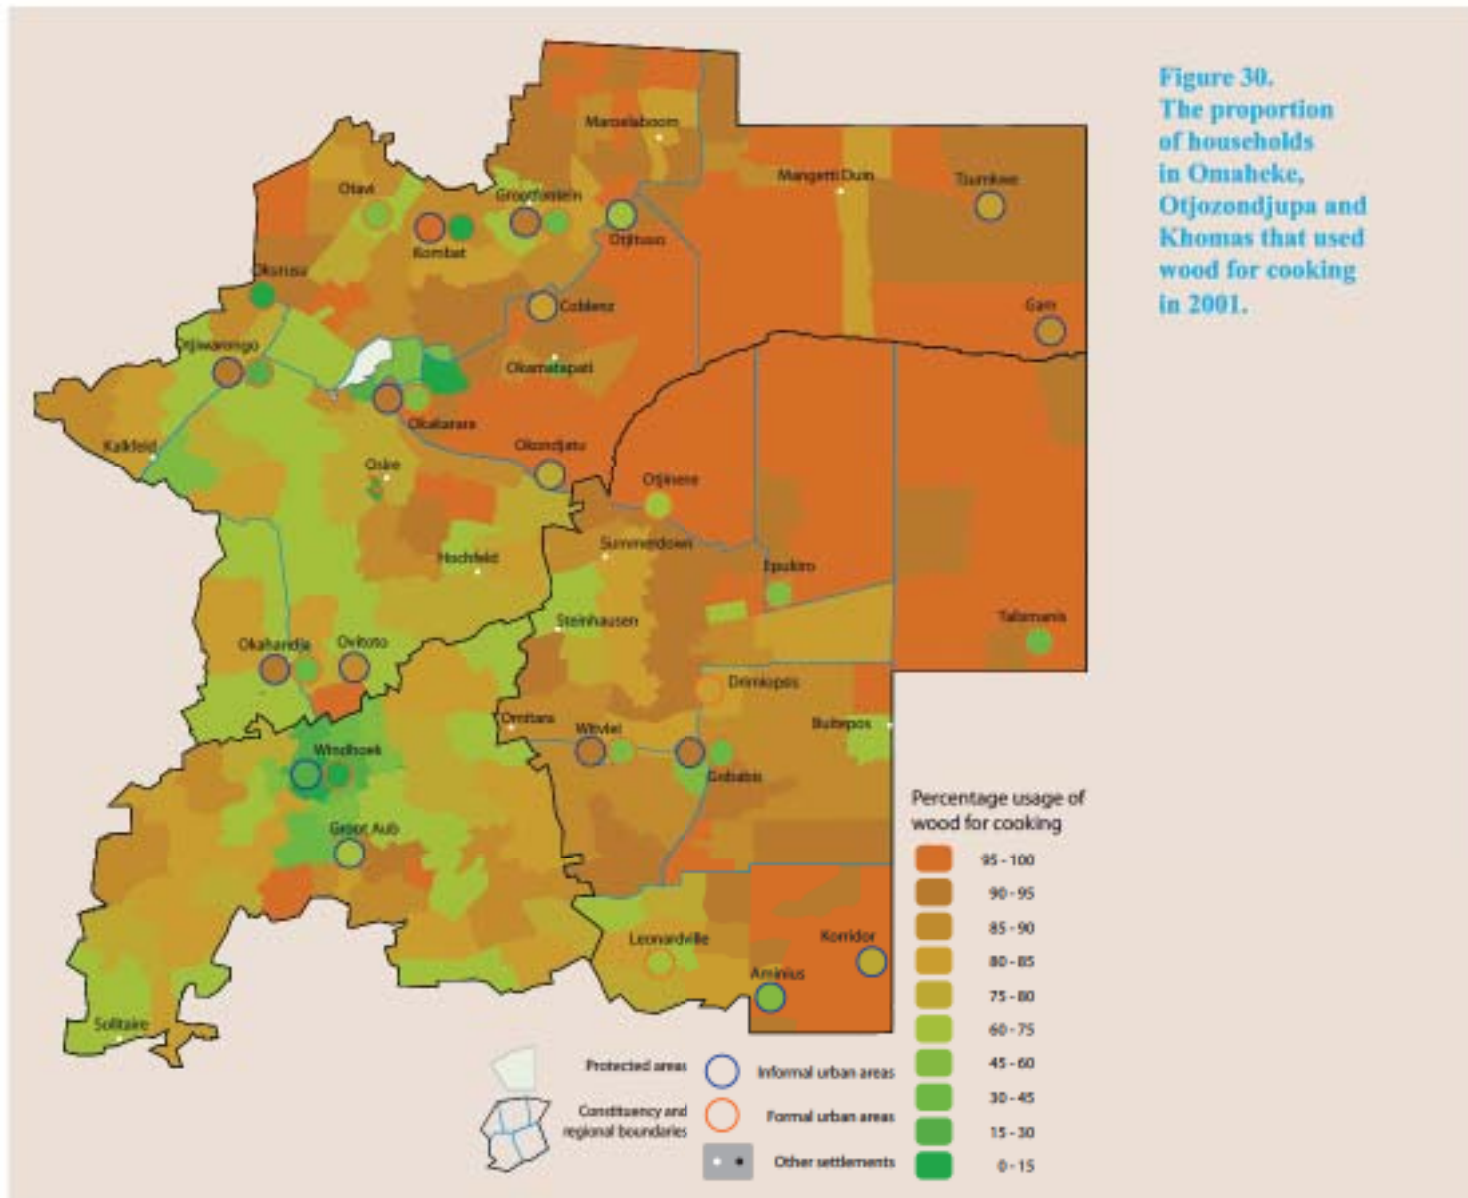 Figure 30.
The proportion
of households
in Omaheke,
Otjozondjupa and
Khomas that used
wood for cooking
in 2001.
Maroelaboom
Mangetti Duin
Tsumkwe
Otavi
Grootfontein
Kombat
Otjituuo
Okorusu
Coblenz
Gam
Otjiwarongo
Okamatapati
Okakarara
Kalkfeld
Osire
Okondjatu
Otjinene
Hochfeld
Summerdown
Epukiro
Steinhausen
Talismanis
Okahandja
Ovitoto
Drimiopsis
Omitara
Witvlei
Buitepos
Windhoek
Gobabis
Groot Aub
Leonardville
Korridor
Aminius
Solitaire
Percentage usage of
wood for cooking
95 - 100
90 - 95
85 - 90
80 - 85
75 - 80
60 - 75
45 - 60
30 - 45
15 - 30
0 - 15
Protected areas
Constituency and
regional boundaries
Informal urban areas
Formal urban areas
Other settlements